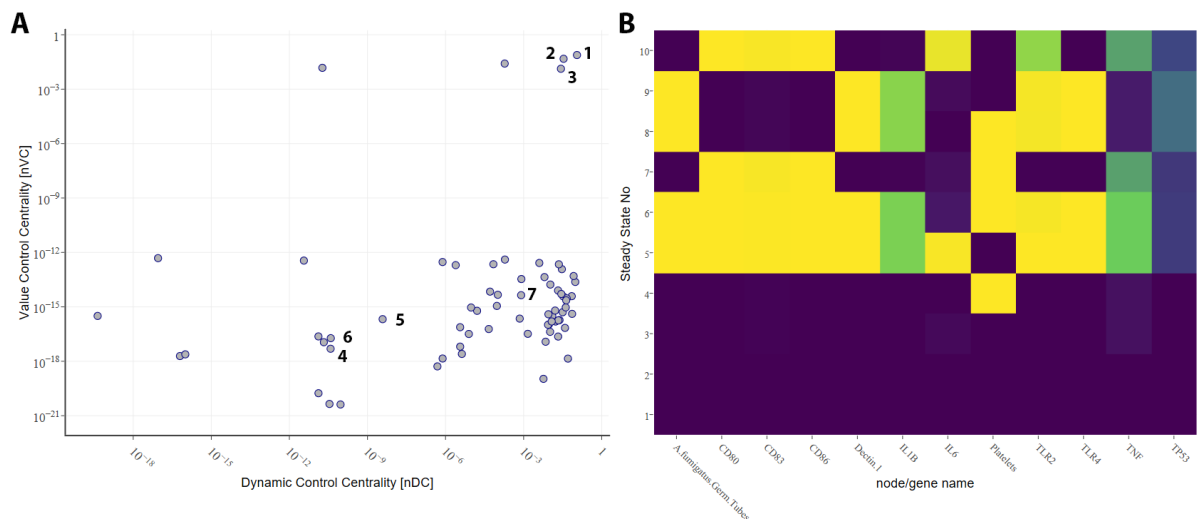 A
B
1
10⁻³
10⁻⁶
10⁻⁹
10⁻¹²
10⁻¹⁵
10⁻¹⁸
10⁻²¹
Value Control Centrality [nVC]
2
1
3
7
5
6
4
10⁻¹⁸
10⁻¹⁵
10⁻¹²
10⁻⁹
10⁻⁶
10⁻³
1
Dynamic Control Centrality [nDC]
10
9
8
7
6
5
4
3
2
1
Steady State No
A.fumigatus.Germ.Tubes
CD80
CD83
CD86
Dectin.1
IL1B
IL6
Platelets
TLR2
TLR4
TNF
TP53
node/gene name